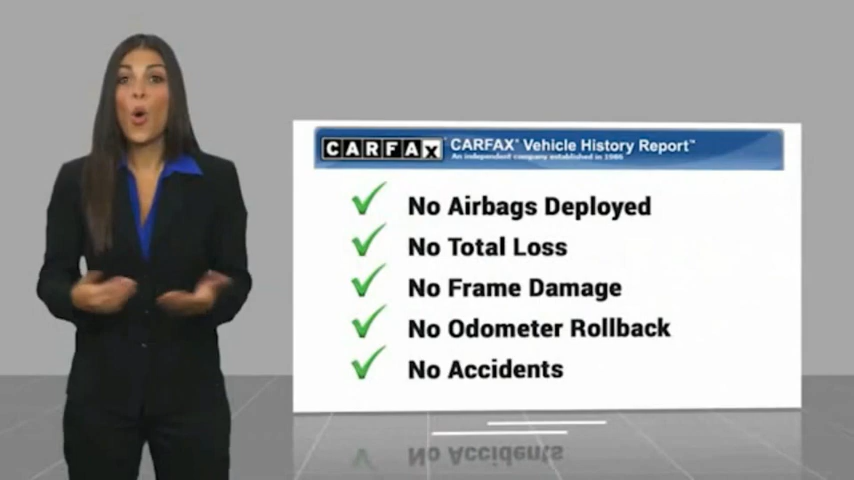 CARFAX CARFAX® Vehicle History Report™
An independent company established in 1986
No Airbags Deployed
No Total Loss
No Frame Damage
No Odometer Rollback
No Accidents
No Accidents